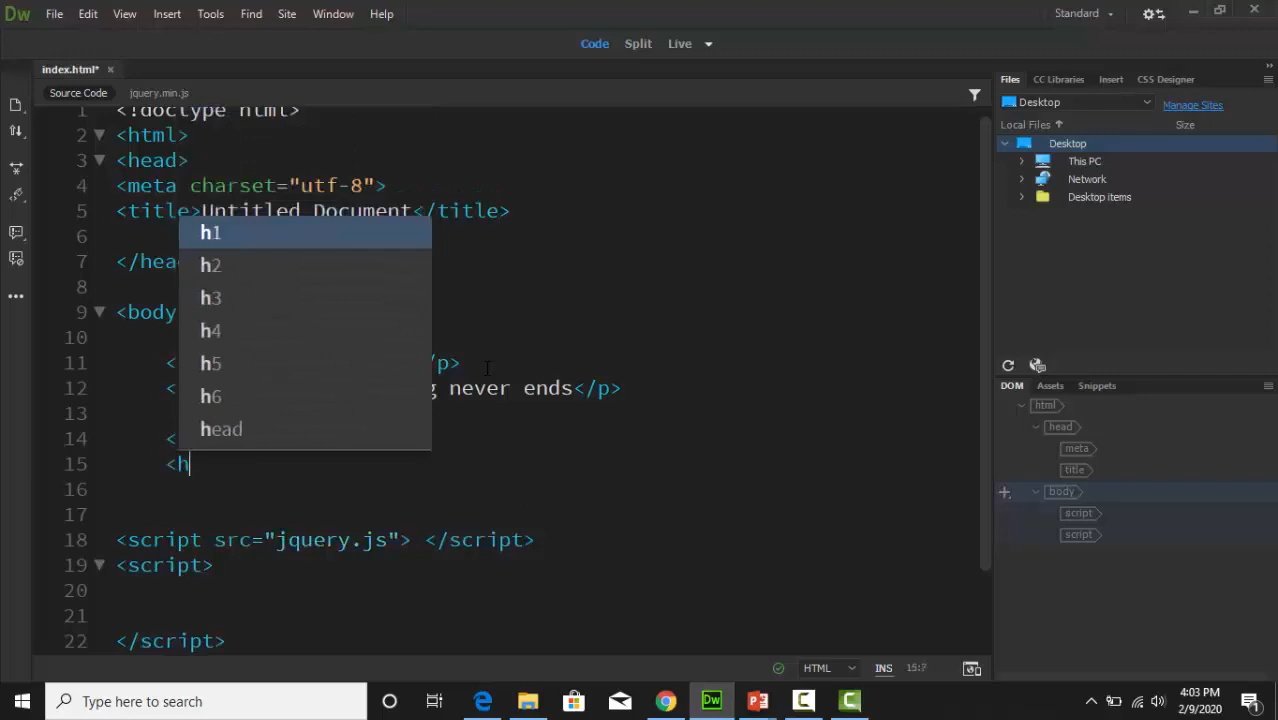 Dw File Edit View Insert Tools Find Site Window Help Standard
Code Split Live
index.html*
Source Code jquery.min.js
1 <!doctype html>
2 <html>
3 <head>
4 <meta charset="utf-8">
5 <title>Untitled Document</title>
6
7 </hea
8
9 <body
10
11 < /p>
12 < g never ends</p>
13
14 <
15 <h
16
17
18 <script src="jquery.js"> </script>
19 <script>
20
21
22 </script>
h1
h2
h3
h4
h5
h6
head
HTML INS 15:7
Files CC Libraries Insert CSS Designer
Desktop Manage Sites
Local Files Size
Desktop
This PC
Network
Desktop items
DOM Assets Snippets
html
head
meta
title
body
script
script
Type here to search
Dw
4:03 PM
2/9/2020
1